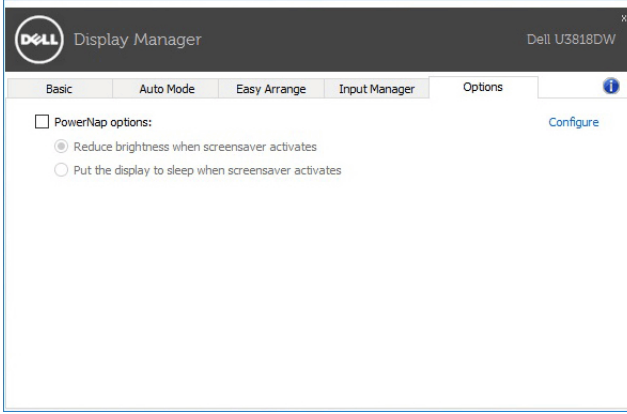 x
DELL Display Manager
Dell U3818DW
Basic Auto Mode Easy Arrange Input Manager Options i
PowerNap options: Configure
Reduce brightness when screensaver activates
Put the display to sleep when screensaver activates